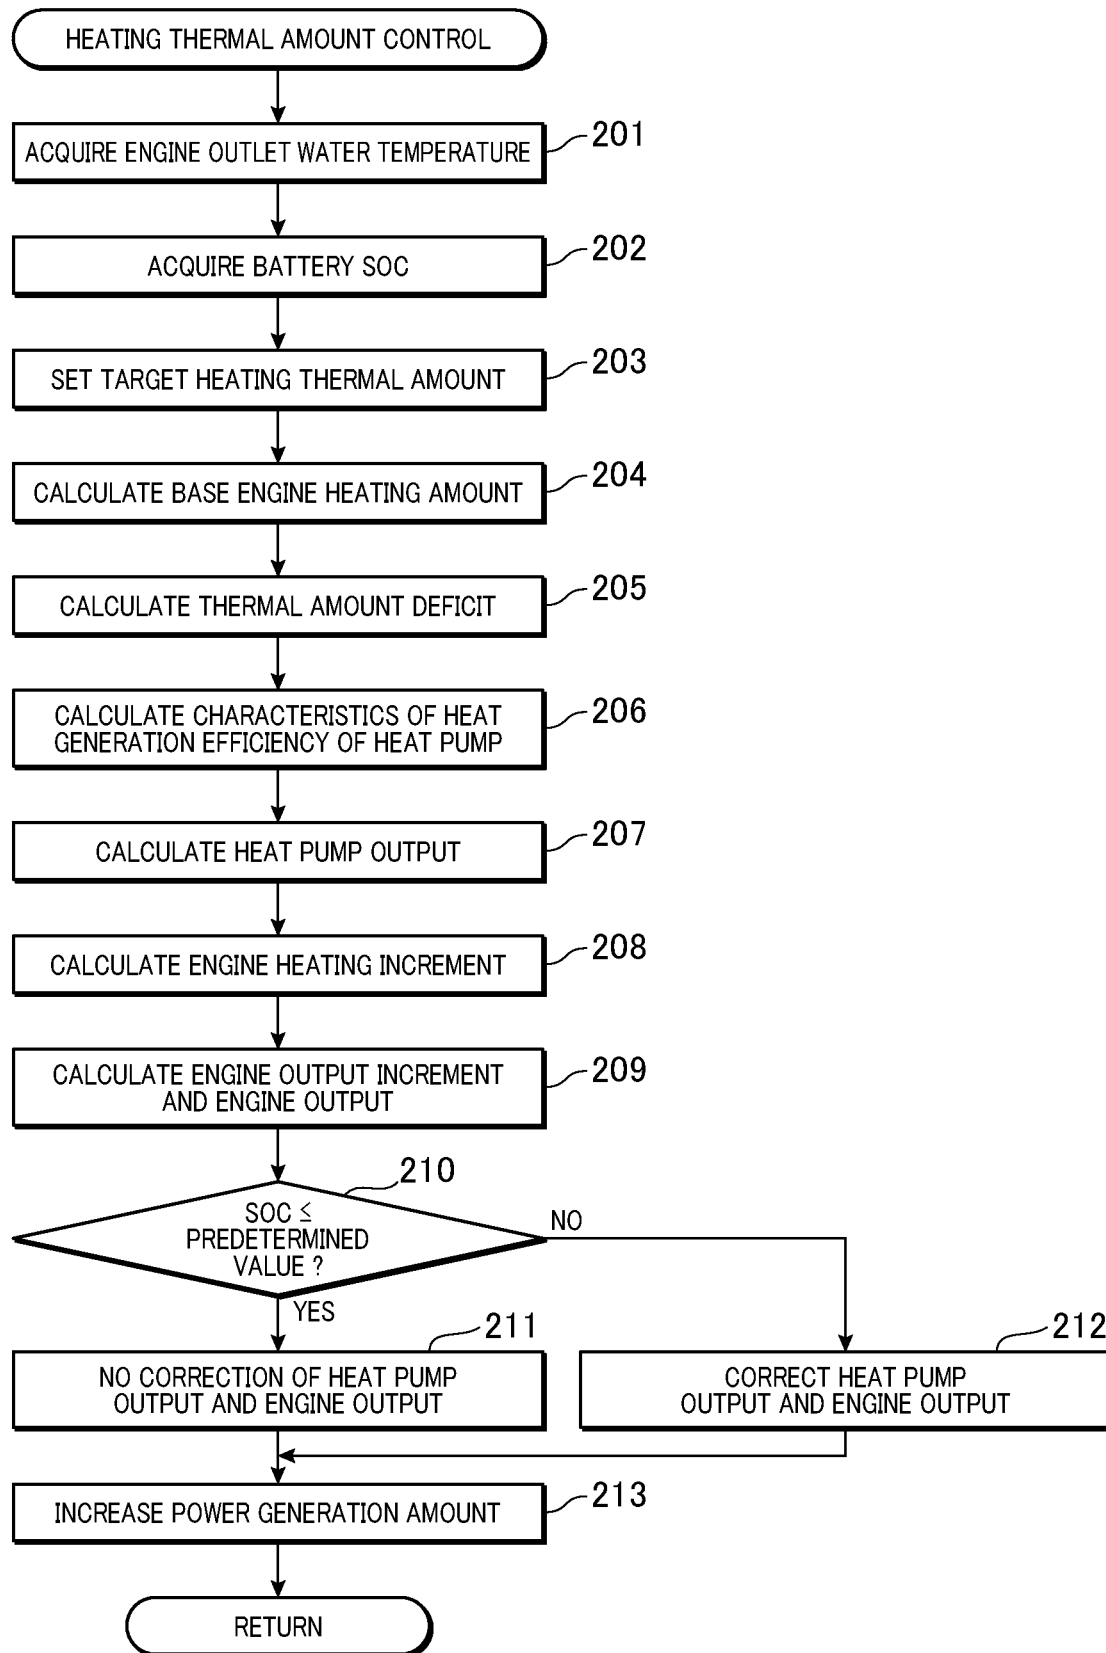 HEATING THERMAL AMOUNT CONTROL
ACQUIRE ENGINE OUTLET WATER TEMPERATURE
201
ACQUIRE BATTERY SOC
202
SET TARGET HEATING THERMAL AMOUNT
203
CALCULATE BASE ENGINE HEATING AMOUNT
204
CALCULATE THERMAL AMOUNT DEFICIT
205
CALCULATE CHARACTERISTICS OF HEAT
GENERATION EFFICIENCY OF HEAT PUMP
206
CALCULATE HEAT PUMP OUTPUT
207
CALCULATE ENGINE HEATING INCREMENT
208
CALCULATE ENGINE OUTPUT INCREMENT
AND ENGINE OUTPUT
209
210
SOC ≤
PREDETERMINED
VALUE ?
NO
YES
211
NO CORRECTION OF HEAT PUMP
OUTPUT AND ENGINE OUTPUT
212
CORRECT HEAT PUMP
OUTPUT AND ENGINE OUTPUT
INCREASE POWER GENERATION AMOUNT
213
RETURN